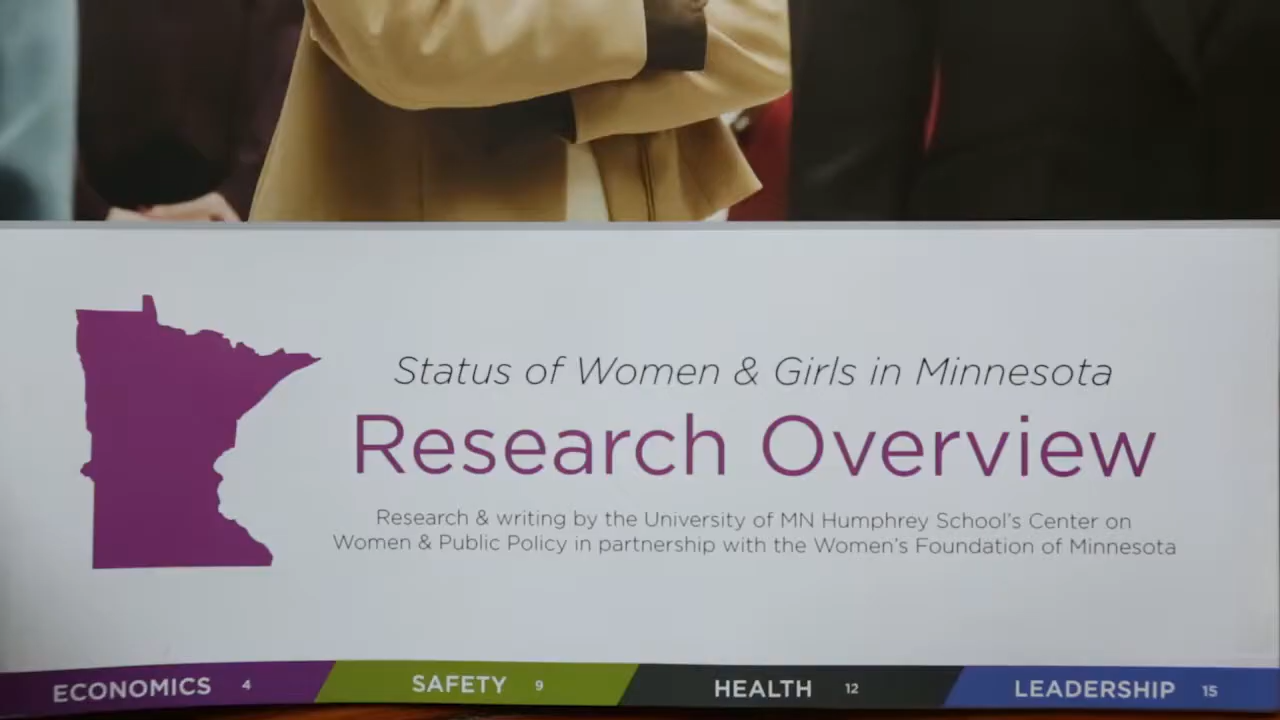 Status of Women & Girls in Minnesota
Research Overview
Research & writing by the University of MN Humphrey School's Center on
Women & Public Policy in partnership with the Women's Foundation of Minnesota
ECONOMICS 4 SAFETY 9 HEALTH 12 LEADERSHIP 15